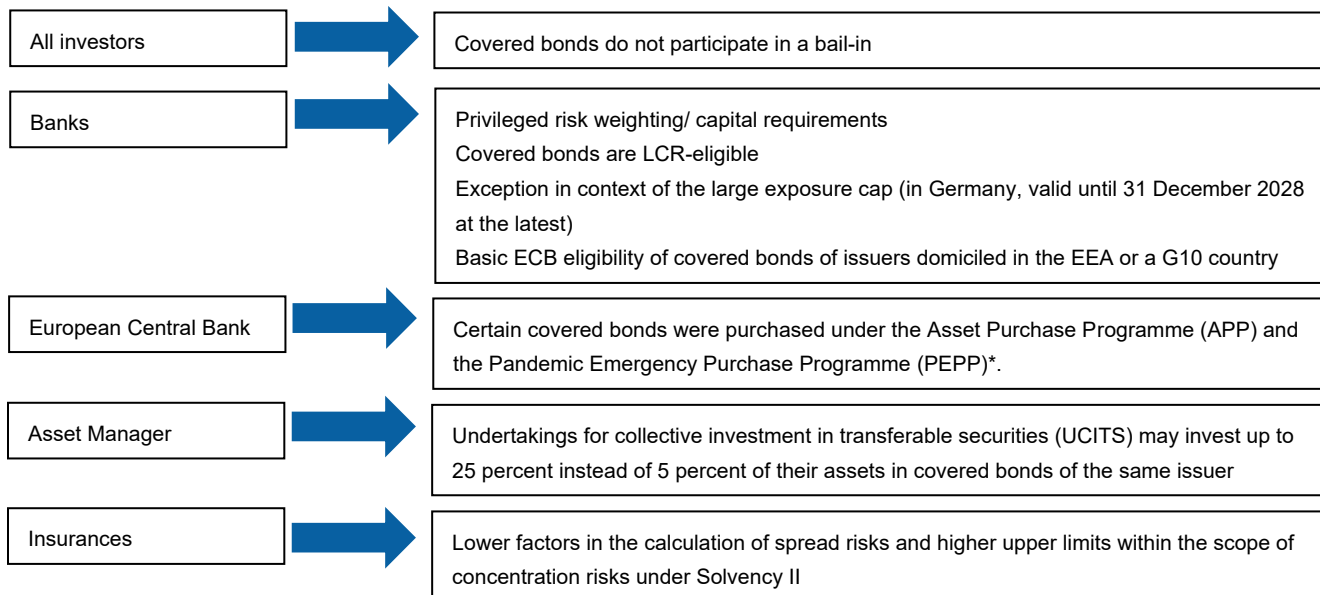 All investors
Covered bonds do not participate in a bail-in
Banks
Privileged risk weighting/ capital requirements
Covered bonds are LCR-eligible
Exception in context of the large exposure cap (in Germany, valid until 31 December 2028
at the latest)
Basic ECB eligibility of covered bonds of issuers domiciled in the EEA or a G10 country
European Central Bank
Certain covered bonds were purchased under the Asset Purchase Programme (APP) and
the Pandemic Emergency Purchase Programme (PEPP)*.
Asset Manager
Undertakings for collective investment in transferable securities (UCITS) may invest up to
25 percent instead of 5 percent of their assets in covered bonds of the same issuer
Insurances
Lower factors in the calculation of spread risks and higher upper limits within the scope of
concentration risks under Solvency II